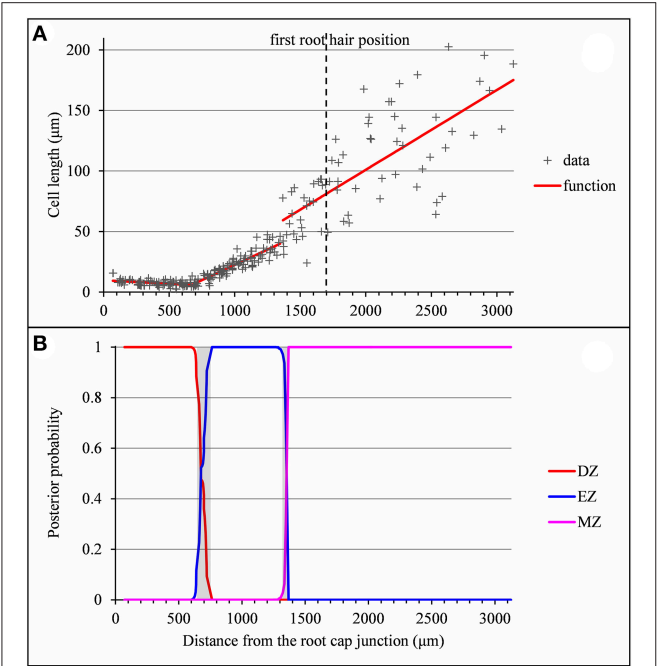 A
first root hair position
200
150
100
50
0
Cell length (μm)
data
function
0 500 1000 1500 2000 2500 3000
B
1
0.8
0.6
0.4
0.2
0
Posterior probability
DZ
EZ
MZ
0 500 1000 1500 2000 2500 3000
Distance from the root cap junction (μm)